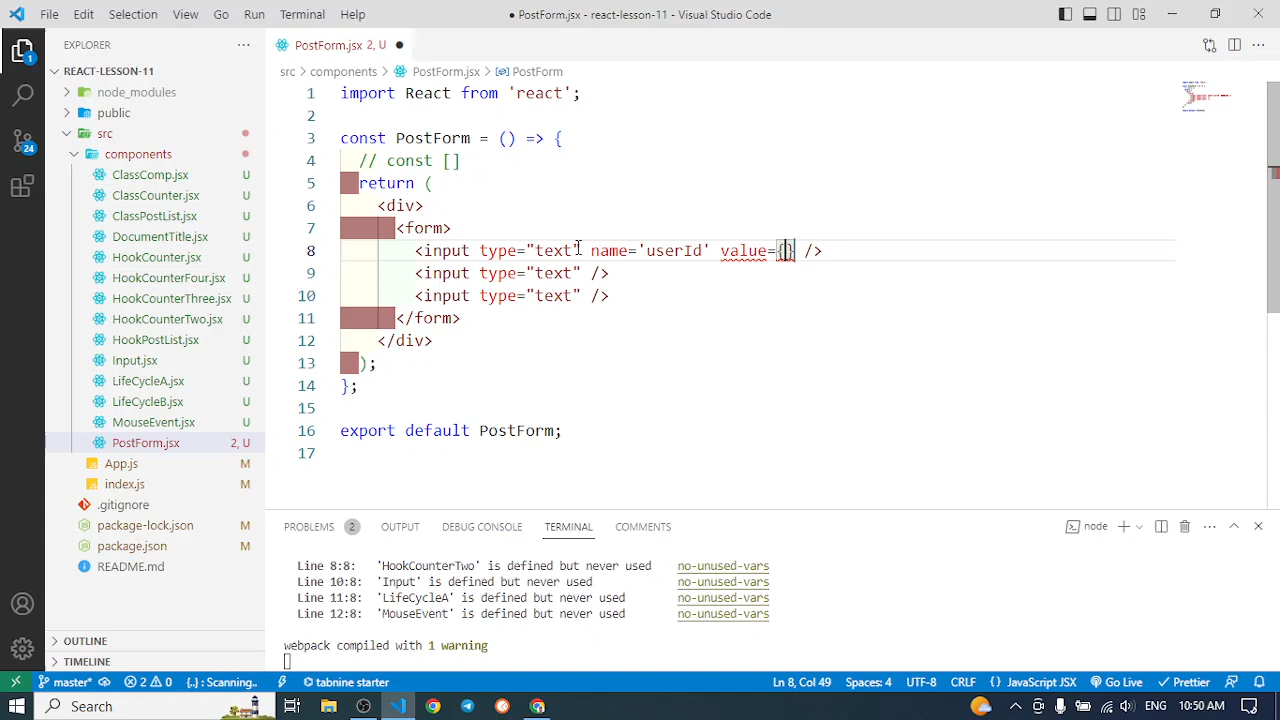 File Edit Selection View Go Run Terminal Help
● PostForm.jsx - react-lesson-11 - Visual Studio Code
EXPLORER
PostForm.jsx 2, U
REACT-LESSON-11
node_modules
public
src
components
ClassComp.jsx U
ClassCounter.jsx U
ClassPostList.jsx U
DocumentTitle.jsx U
HookCounter.jsx U
HookCounterFour.jsx U
HookCounterThree.jsx U
HookCounterTwo.jsx U
HookPostList.jsx U
Input.jsx U
LifeCycleA.jsx U
LifeCycleB.jsx U
MouseEvent.jsx U
PostForm.jsx 2, U
App.js M
index.js M
.gitignore
package-lock.json M
package.json M
README.md
OUTLINE
TIMELINE
1
24
src > components > PostForm.jsx > PostForm
1 import React from 'react';
2
3 const PostForm = () => {
4 // const []
5 return (
6 <div>
7 <form>
8 <input type="text" name='userId' value={} />
9 <input type="text" />
10 <input type="text" />
11 </form>
12 </div>
13 );
14 };
15
16 export default PostForm;
17
PROBLEMS 2 OUTPUT DEBUG CONSOLE TERMINAL COMMENTS
node
Line 8:8: 'HookCounterTwo' is defined but never used no-unused-vars
Line 10:8: 'Input' is defined but never used no-unused-vars
Line 11:8: 'LifeCycleA' is defined but never used no-unused-vars
Line 12:8: 'MouseEvent' is defined but never used no-unused-vars
webpack compiled with 1 warning
master* 2 0 {..} : Scanning.. tabnine starter
Ln 8, Col 49 Spaces: 4 UTF-8 CRLF {} JavaScript JSX Go Live Prettier
Search
ENG 10:50 AM